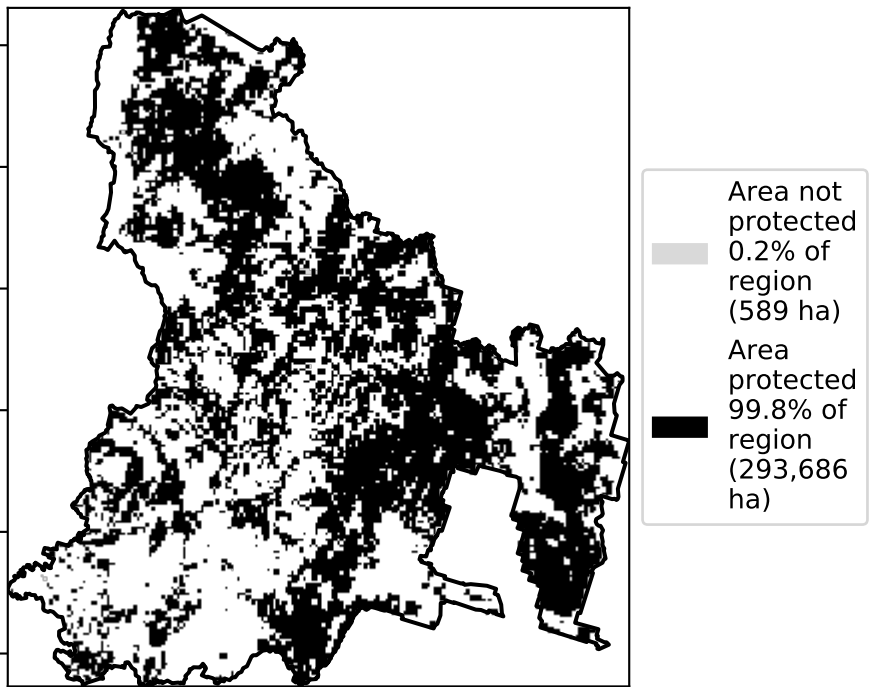 Area not
protected
0.2% of
region
(589 ha)
Area
protected
99.8% of
region
(293,686
ha)